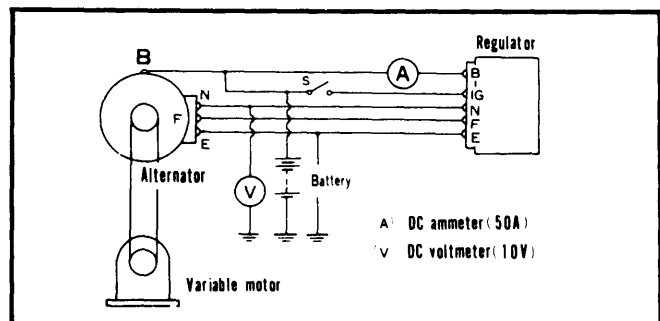 Regulator
B
S
A
B
IG
N
F
E
N
F
E
Alternator
V
Battery
A) DC ammeter (50A)
(V DC voltmeter (10V)
Variable motor